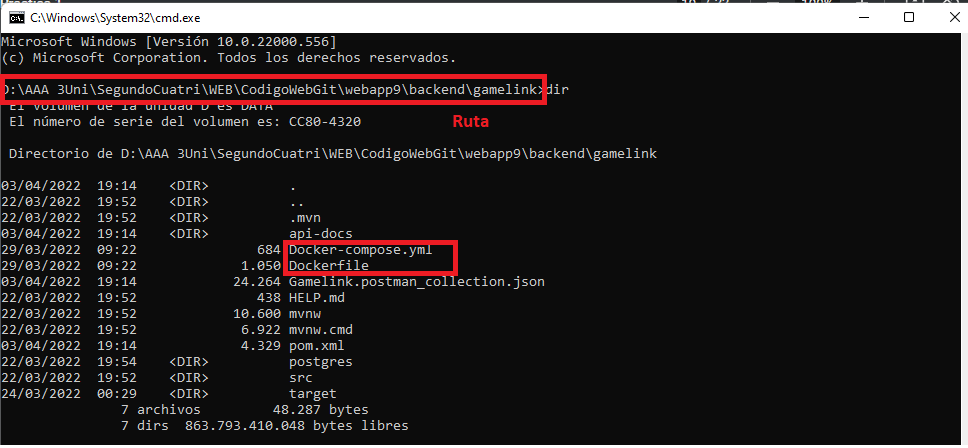 C:\Windows\System32\cmd.exe
Microsoft Windows [Versión 10.0.22000.556]
(c) Microsoft Corporation. Todos los derechos reservados.
D:\AAA 3Uni\SegundoCuatri\WEB\CodigoWebGit\webapp9\backend\gamelink>dir
El volumen de la unidad D es DATA
El número de serie del volumen es: CC80-4320
Ruta
Directorio de D:\AAA 3Uni\SegundoCuatri\WEB\CodigoWebGit\webapp9\backend\gamelink
03/04/2022  19:14    <DIR>          .
22/03/2022  19:52    <DIR>          ..
22/03/2022  19:52    <DIR>          .mvn
03/04/2022  19:14    <DIR>          api-docs
29/03/2022  09:22               684 Docker-compose.yml
29/03/2022  09:22             1.050 Dockerfile
03/04/2022  19:14            24.264 Gamelink.postman_collection.json
22/03/2022  19:52               438 HELP.md
22/03/2022  19:52            10.600 mvnw
22/03/2022  19:52             6.922 mvnw.cmd
03/04/2022  19:14             4.329 pom.xml
22/03/2022  19:54    <DIR>          postgres
22/03/2022  19:52    <DIR>          src
24/03/2022  00:29    <DIR>          target
7 archivos         48.287 bytes
7 dirs  863.793.410.048 bytes libres